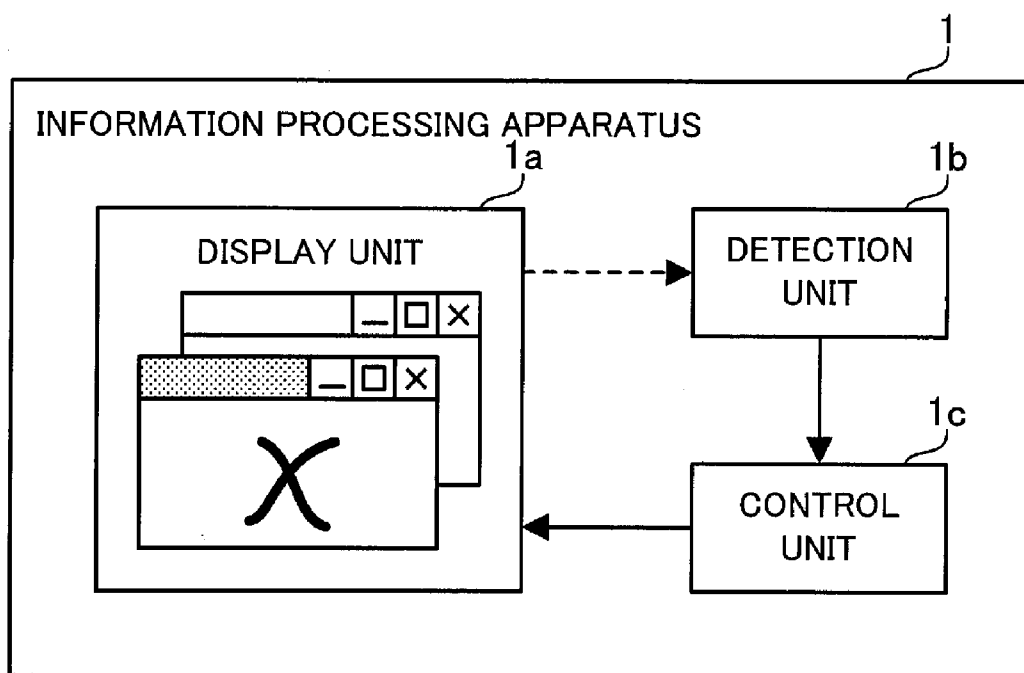 1
INFORMATION PROCESSING APPARATUS
1a
1b
DISPLAY UNIT
DETECTION
UNIT
1c
CONTROL
UNIT